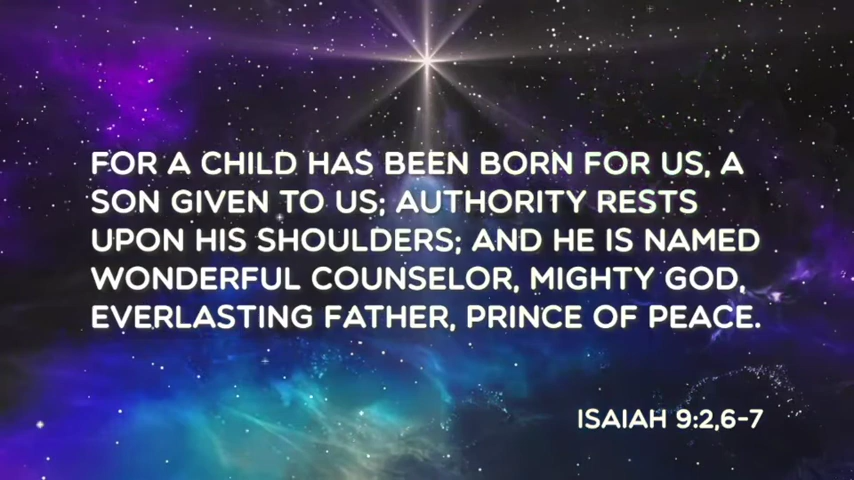 FOR A CHILD HAS BEEN BORN FOR US, A
SON GIVEN TO US; AUTHORITY RESTS
UPON HIS SHOULDERS; AND HE IS NAMED
WONDERFUL COUNSELOR, MIGHTY GOD,
EVERLASTING FATHER, PRINCE OF PEACE.
ISAIAH 9:2,6-7